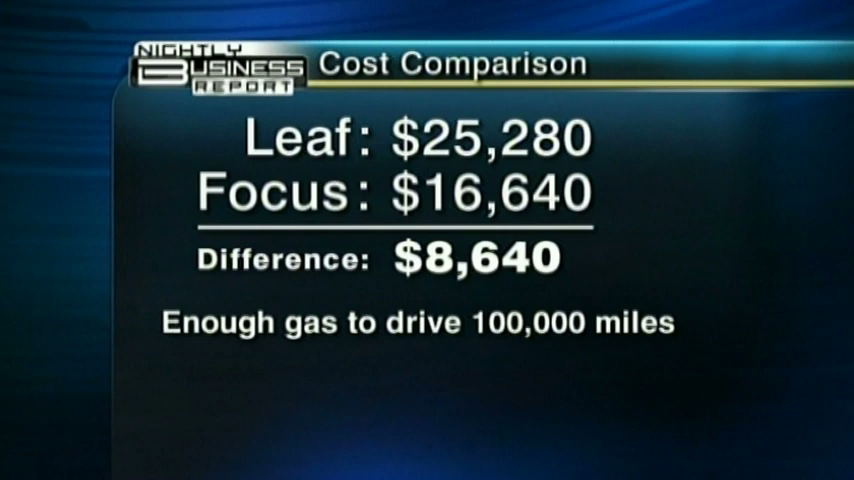 NIGHTLY
BUSINESS
REPORT
Cost Comparison
Leaf: $25,280
Focus: $16,640
Difference: $8,640
Enough gas to drive 100,000 miles